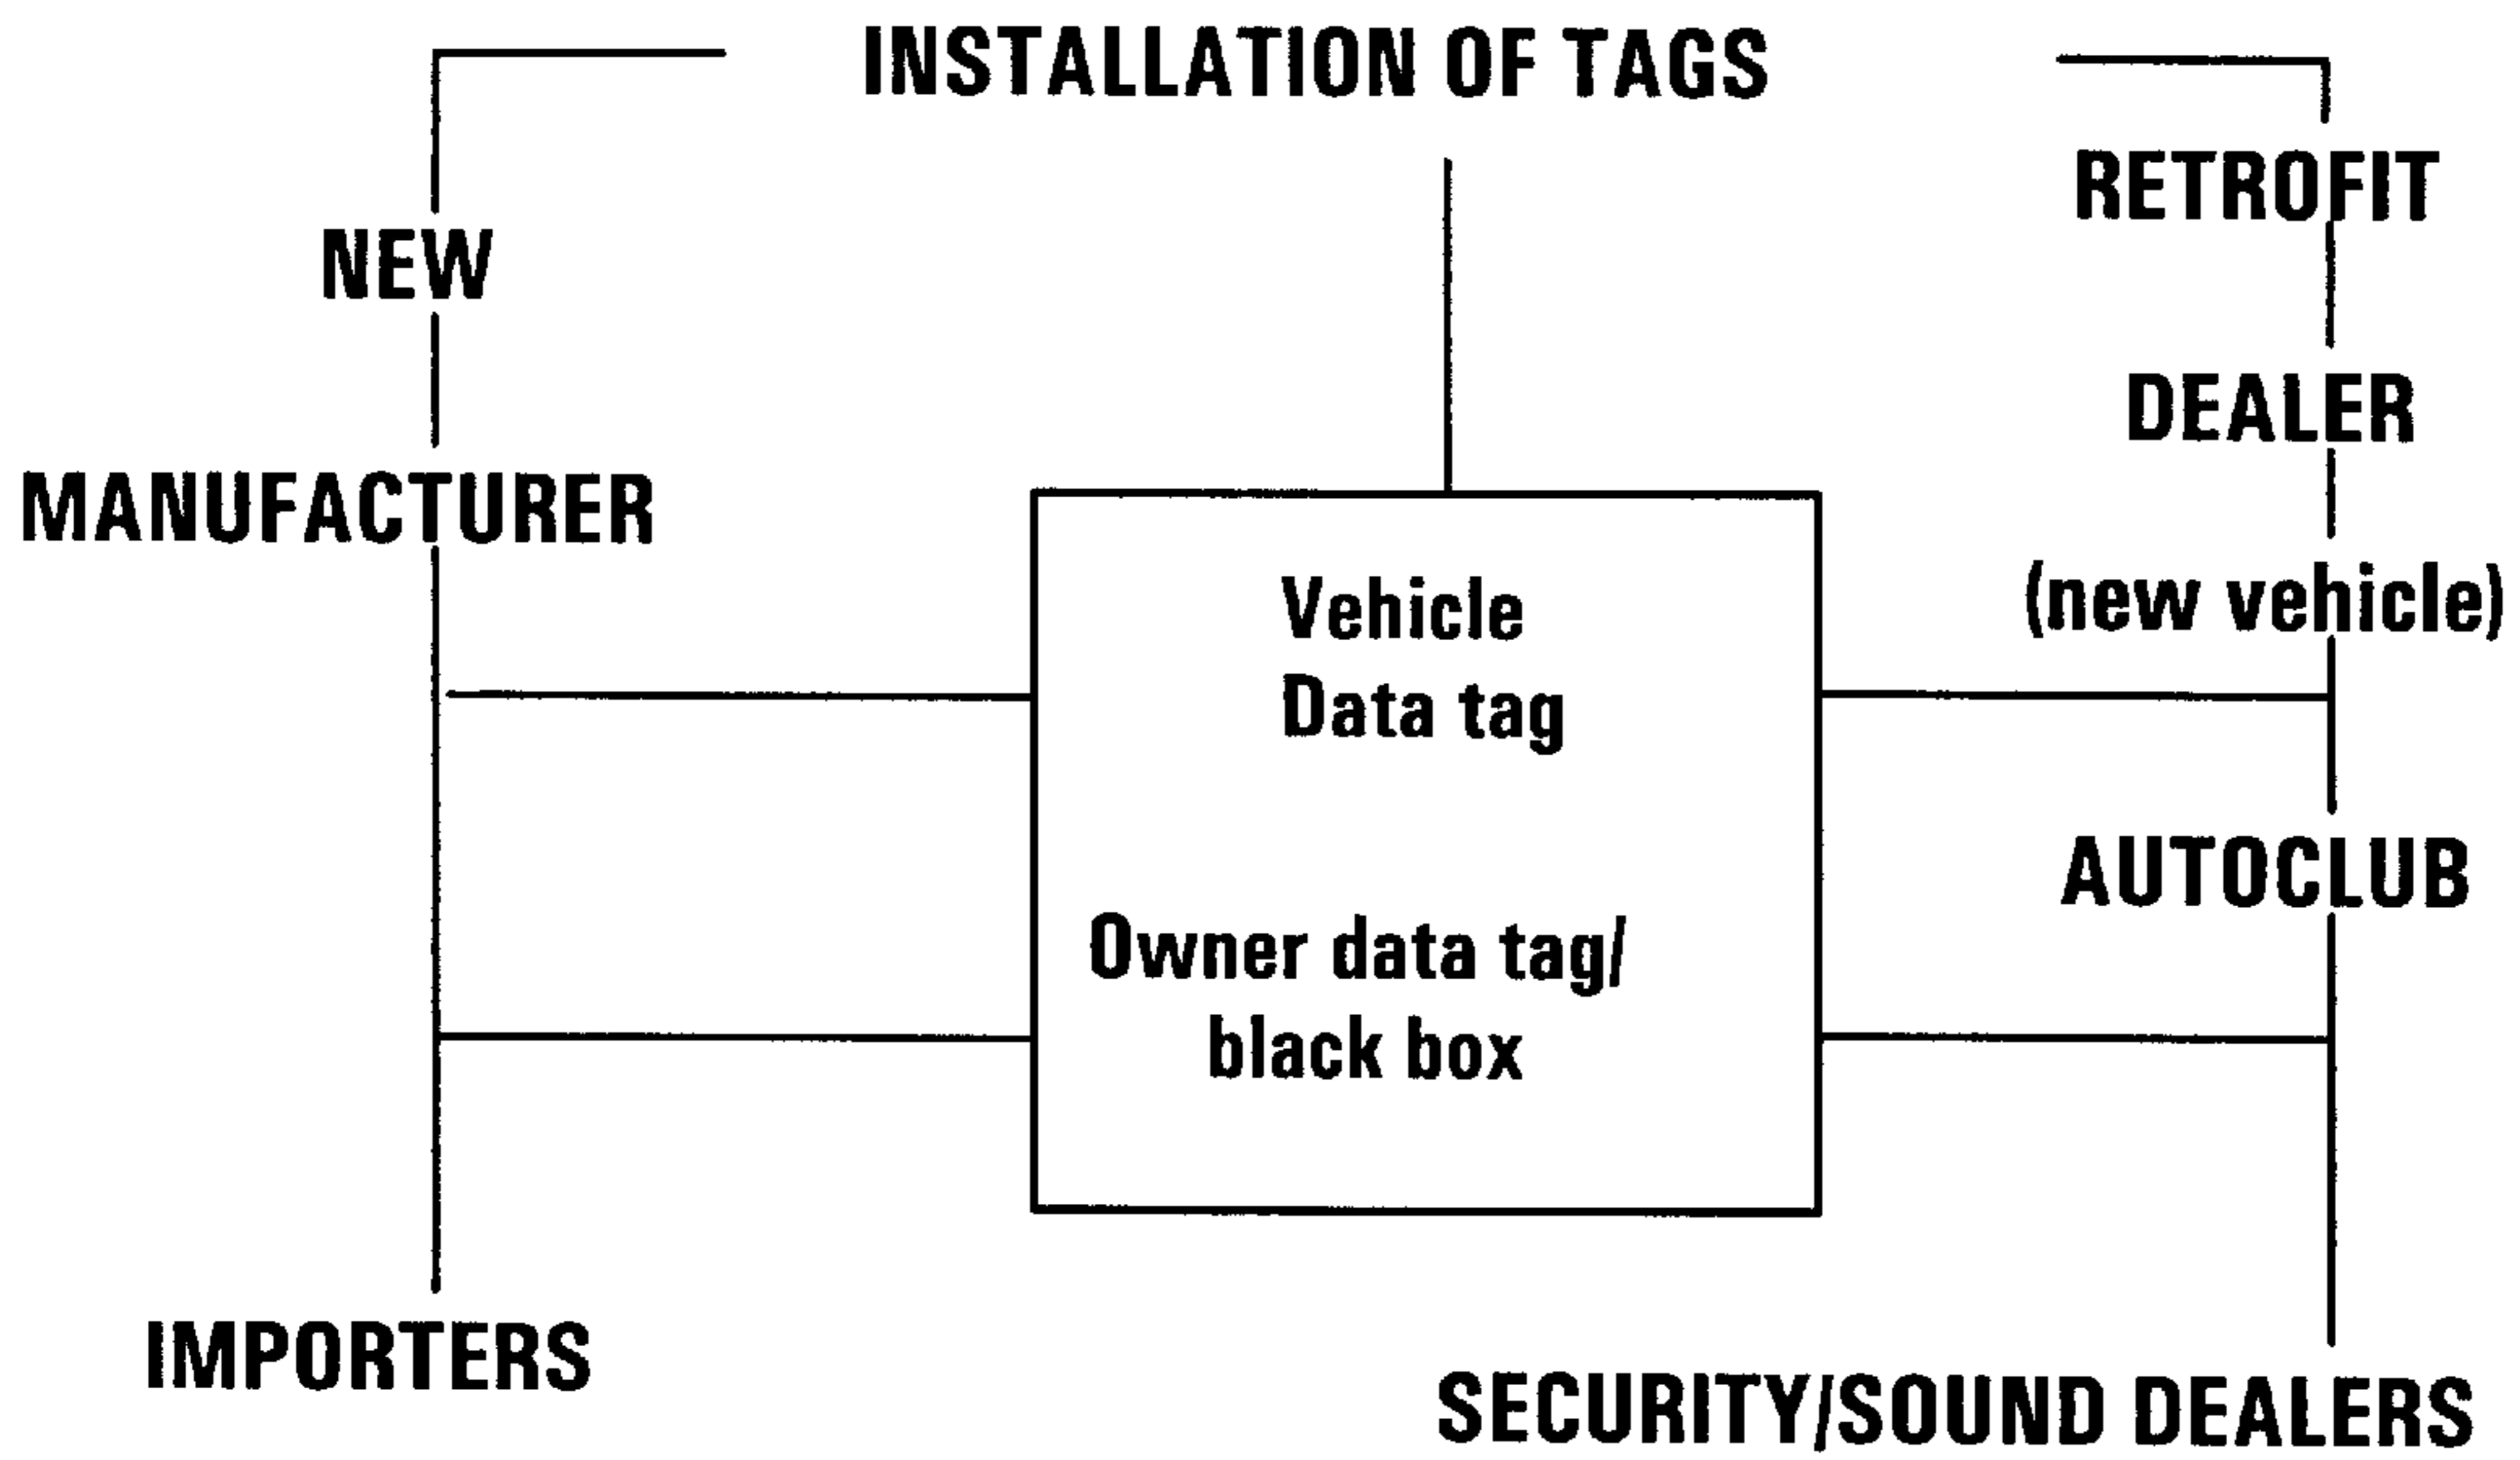 INSTALLATION OF TAGS
NEW
MANUFACTURER
IMPORTERS
Vehicle
Data tag
Owner data tag/
black box
RETROFIT
DEALER
(new vehicle)
AUTOCLUB
SECURITY/SOUND DEALERS